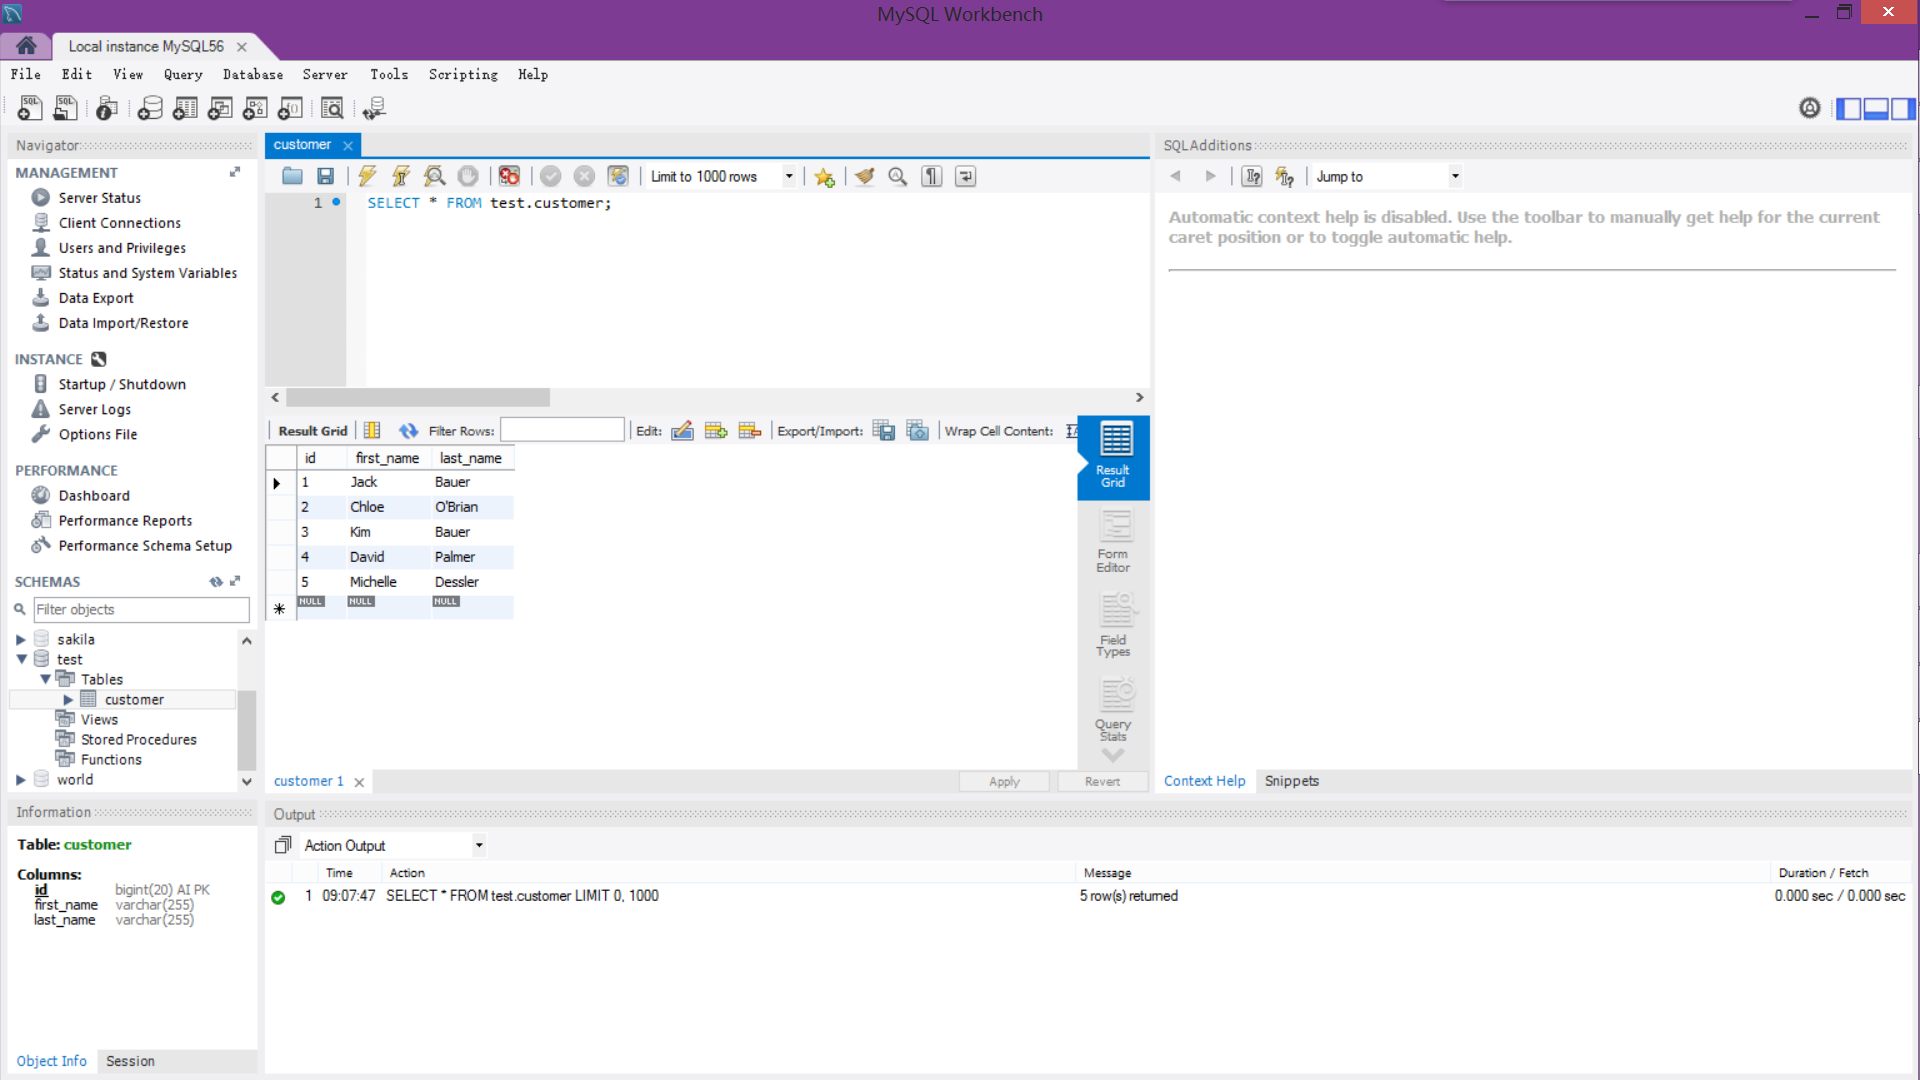 MySQL Workbench
Local instance MySQL56
File Edit View Query Database Server Tools Scripting Help
Navigator
MANAGEMENT
Server Status
Client Connections
Users and Privileges
Status and System Variables
Data Export
Data Import/Restore
INSTANCE
Startup / Shutdown
Server Logs
Options File
PERFORMANCE
Dashboard
Performance Reports
Performance Schema Setup
SCHEMAS
Filter objects
sakila
test
Tables
customer
Views
Stored Procedures
Functions
world
Information
Table: customer
Columns:
id bigint(20) AI PK
first_name varchar(255)
last_name varchar(255)
Object Info Session
customer
Limit to 1000 rows
1 SELECT * FROM test.customer;
Result Grid Filter Rows: Edit: Export/Import: Wrap Cell Content:
id first_name last_name
1 Jack Bauer
2 Chloe O'Brian
3 Kim Bauer
4 David Palmer
5 Michelle Dessler
NULL NULL NULL
Result
Grid
Form
Editor
Field
Types
Query
Stats
customer 1 Apply Revert
SQLAdditions
Jump to
Automatic context help is disabled. Use the toolbar to manually get help for the current
caret position or to toggle automatic help.
Context Help Snippets
Output
Action Output
Time Action Message Duration / Fetch
1 09:07:47 SELECT * FROM test.customer LIMIT 0, 1000 5 row(s) returned 0.000 sec / 0.000 sec